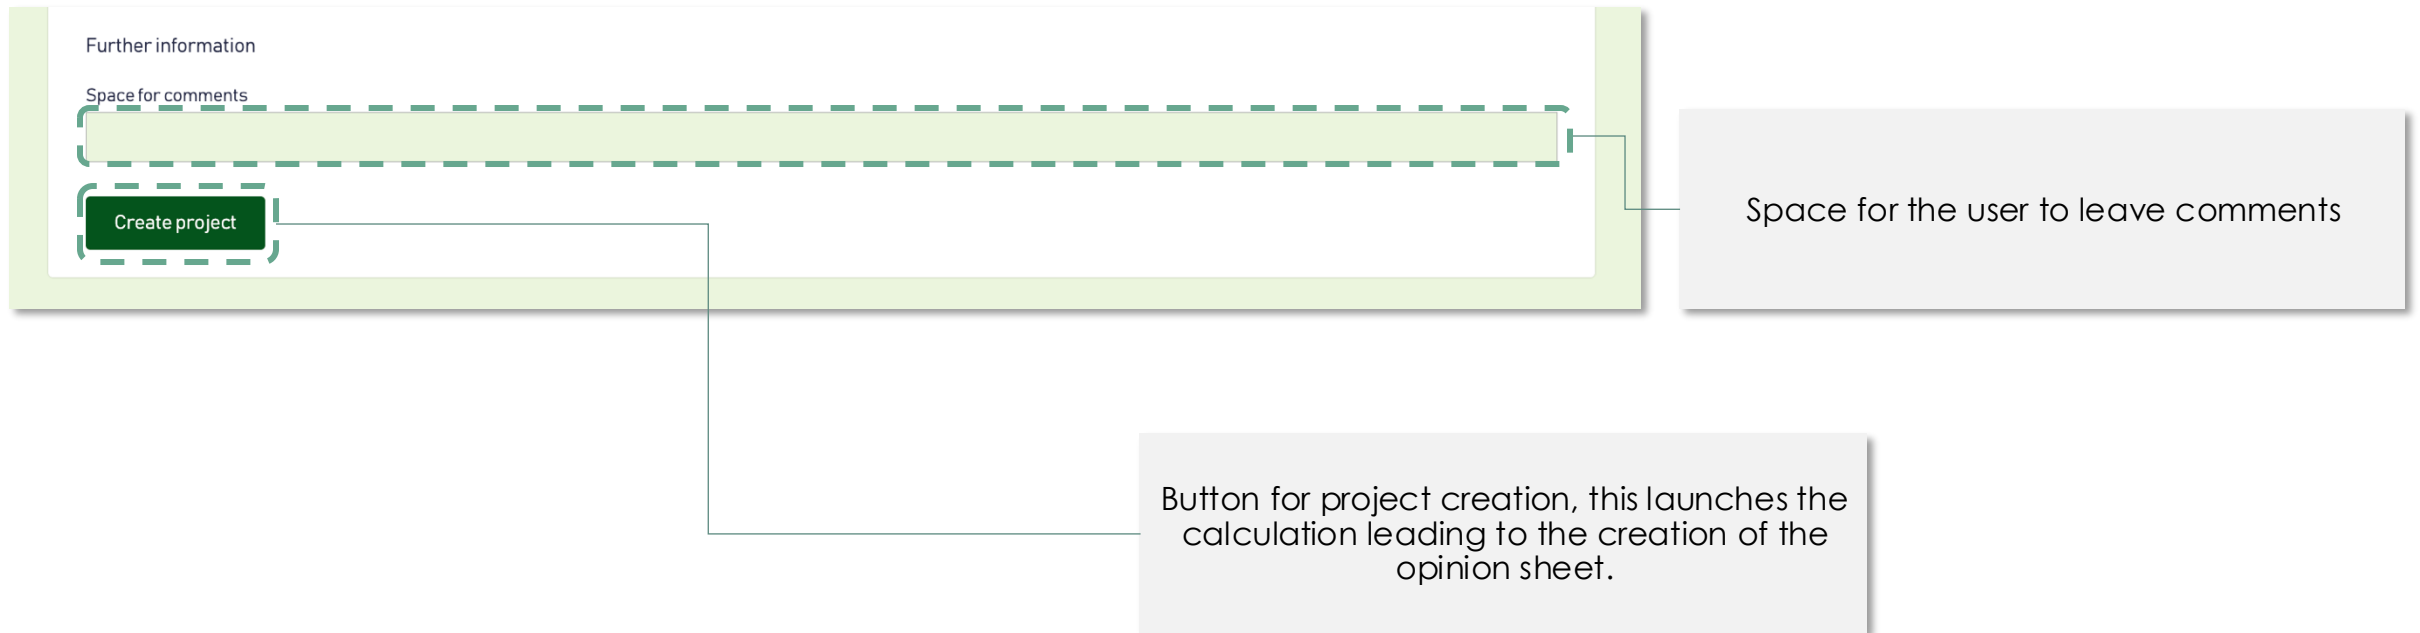 Further information
Space for comments
Create project
Space for the user to leave comments
Button for project creation, this launches the
calculation leading to the creation of the
opinion sheet.